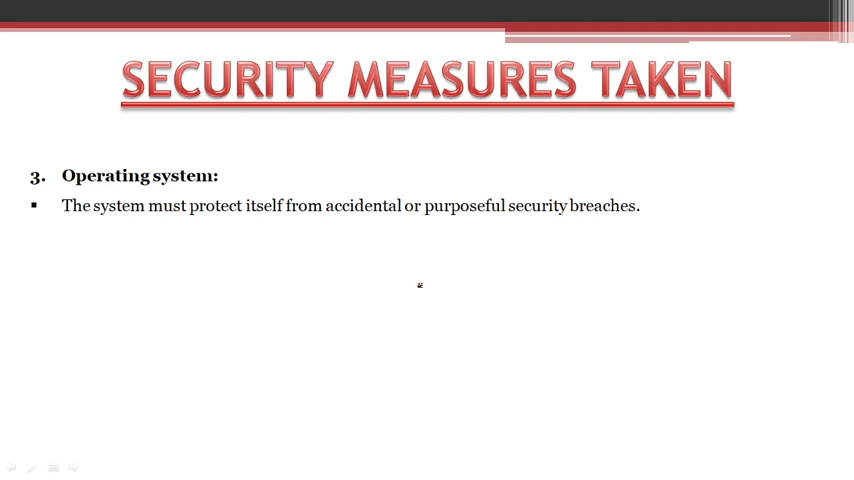 SECURITY MEASURES TAKEN
3. Operating system:
▪ The system must protect itself from accidental or purposeful security breaches.